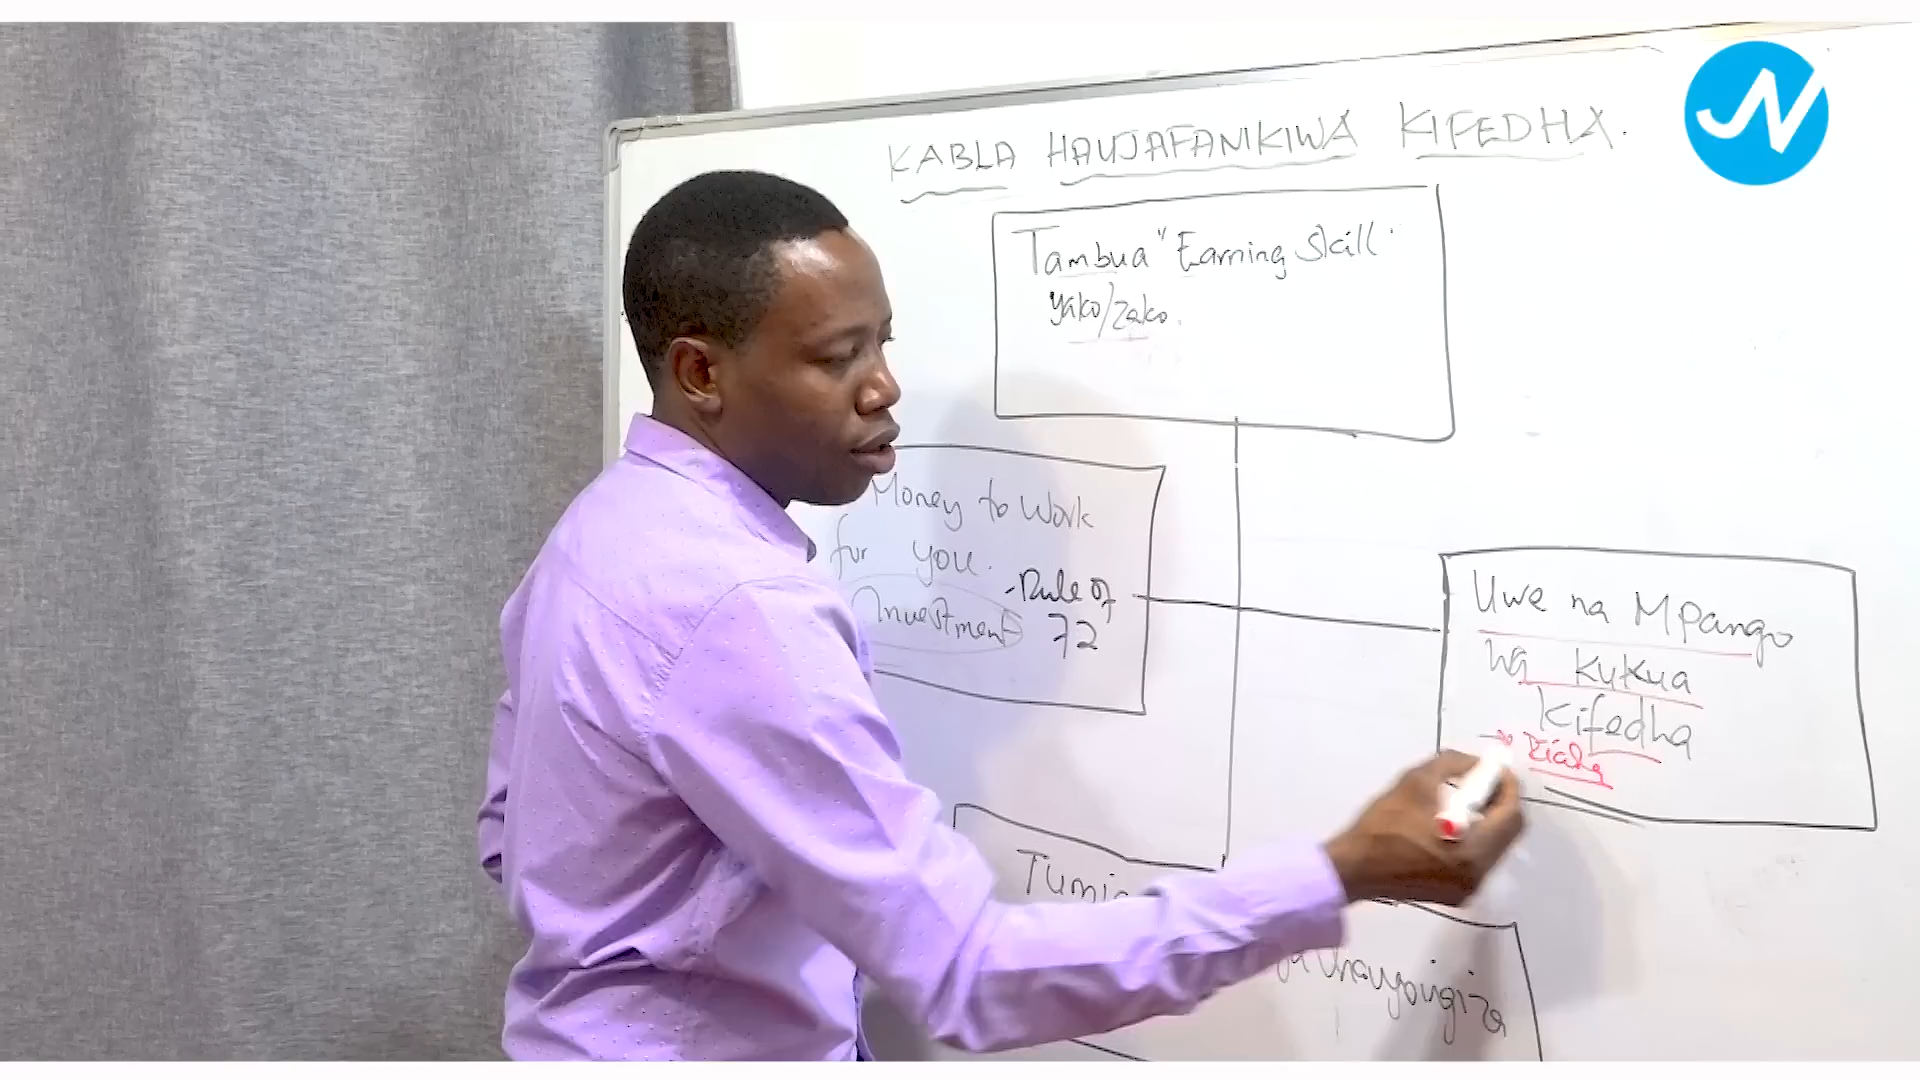 KABLA HAUJAFANIKIWA KIFEDHA.
Tambua "Earning Skill"
yako/zako.
Money to Work
for you.
Investment
-Rule of
72
Uwe na Mpango
wa kukua
kifedha
Tumi
unayoingiza